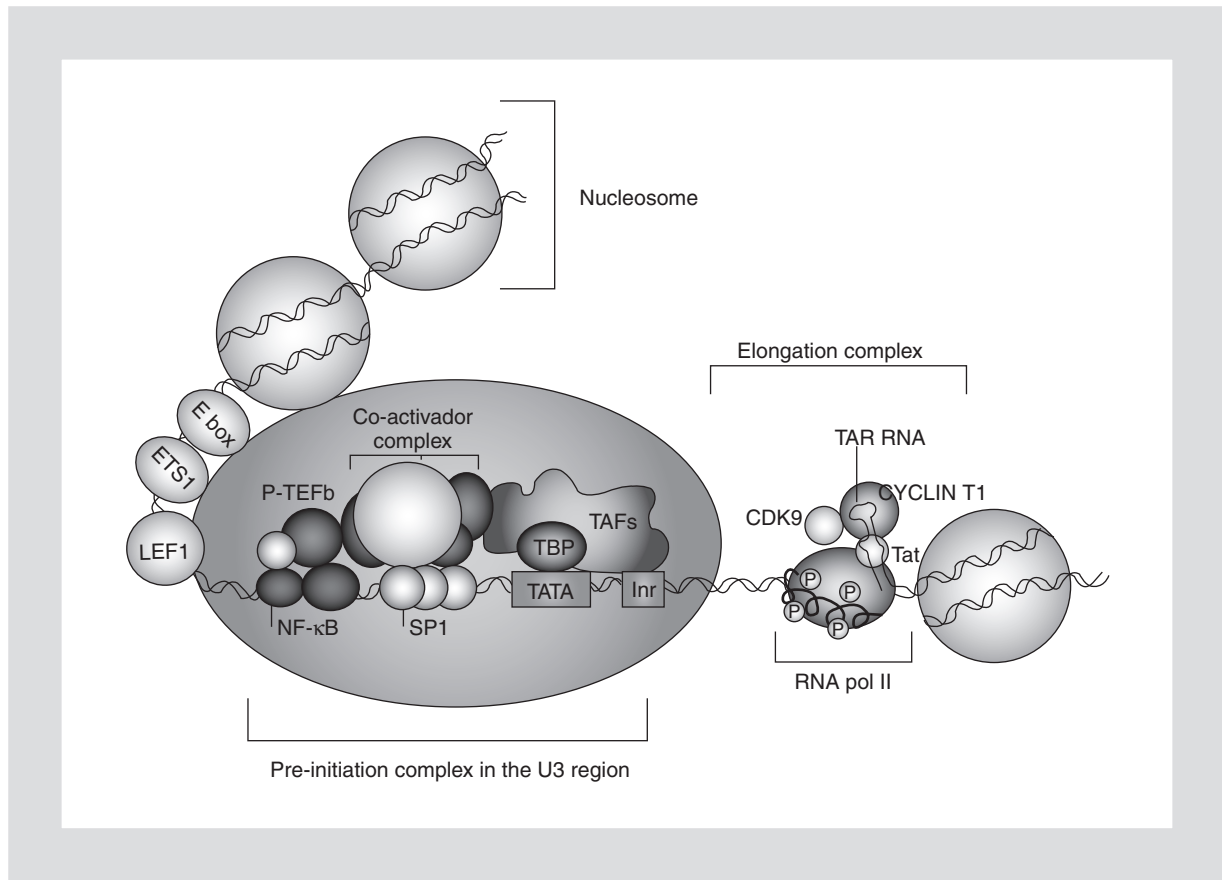 Nucleosome
Elongation complex
TAR RNA
CYCLIN T1
CDK9
Tat
E box
ETS1
LEF1
Co-activador
complex
P-TEFb
TAFs
TBP
TATA
Inr
NF-κB
SP1
P
P
P
P
RNA pol II
Pre-initiation complex in the U3 region